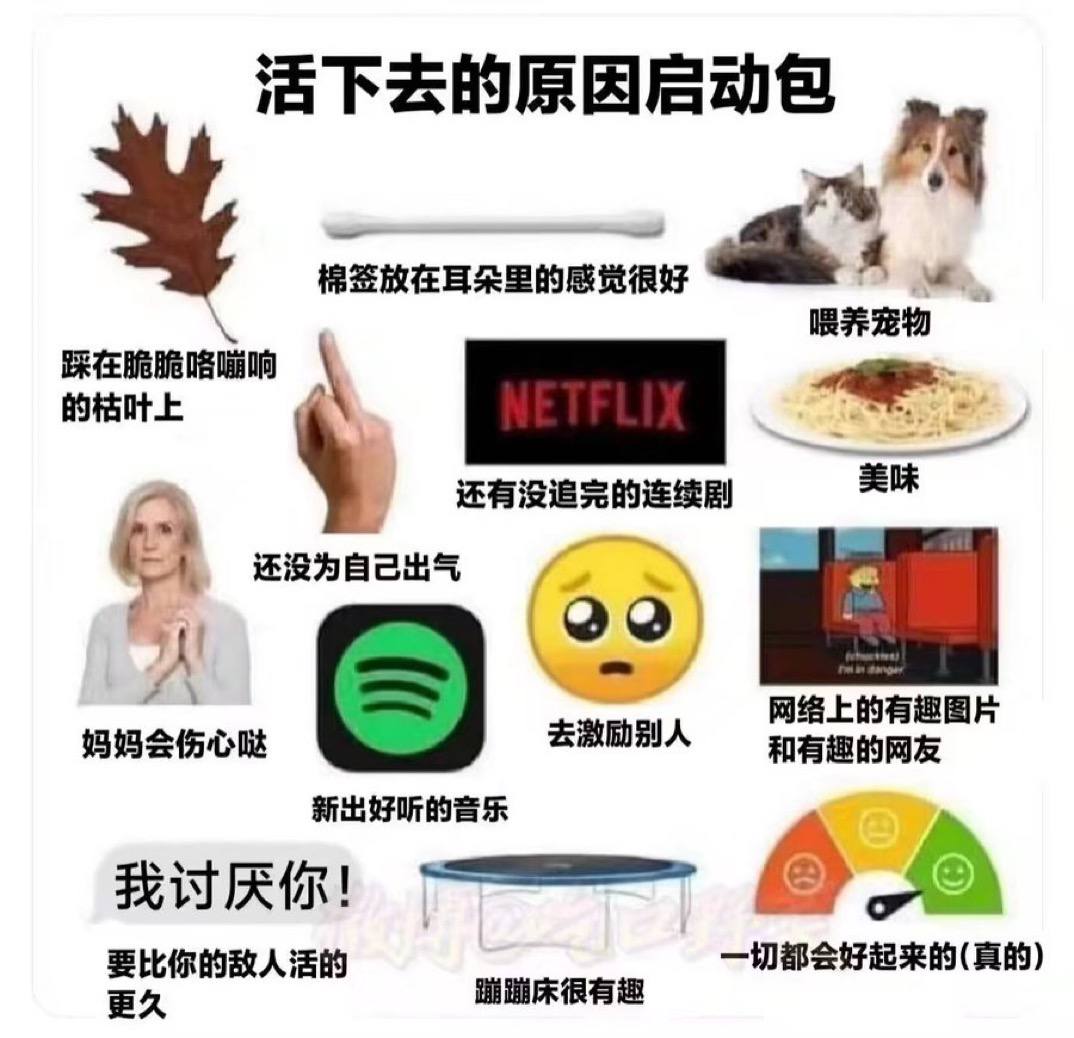 活下去的原因启动包
棉签放在耳朵里的感觉很好
喂养宠物
踩在脆脆咯嘣响
的枯叶上
NETFLIX
还有没追完的连续剧
美味
还没为自己出气
妈妈会伤心哒
去激励别人
(chuckles)
I'm in danger.
网络上的有趣图片
和有趣的网友
新出好听的音乐
我讨厌你!
要比你的敌人活的
更久
蹦蹦床很有趣
一切都会好起来的(真的)